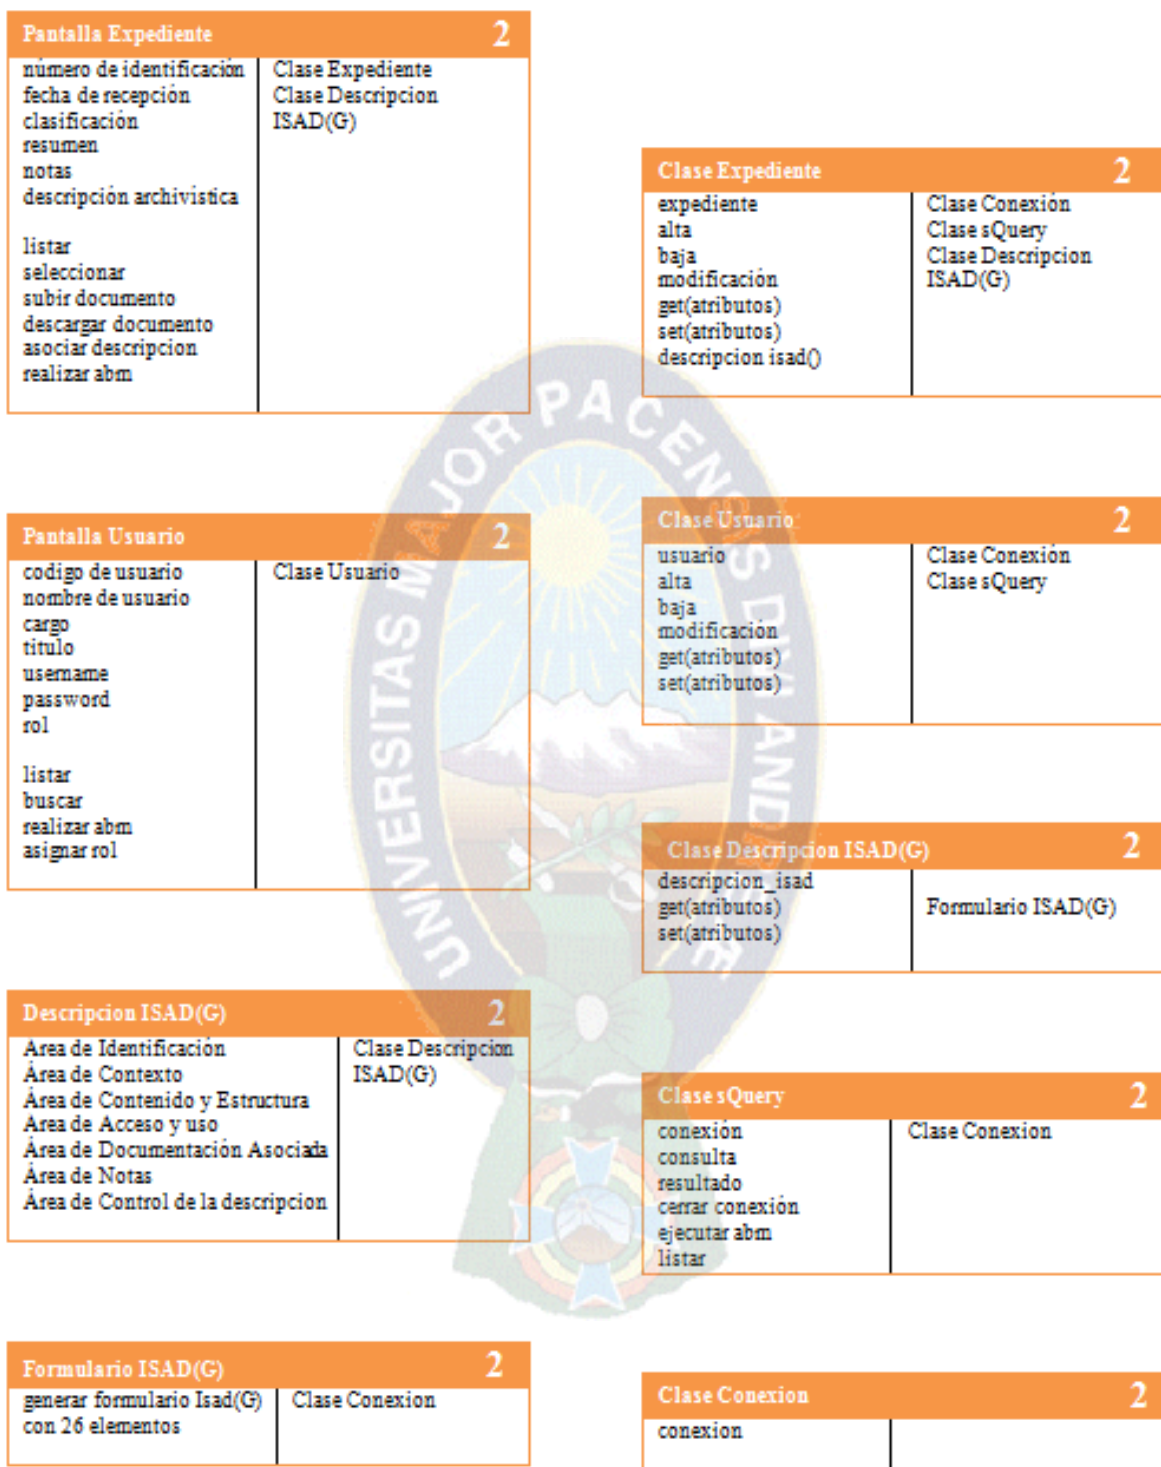 Pantalla Expediente 2
número de identificación
fecha de recepción
clasificación
resumen
notas
descripción archivística
listar
seleccionar
subir documento
descargar documento
asociar descripcion
realizar abm
Clase Expediente
Clase Descripcion
ISAD(G)
Clase Expediente 2
expediente
alta
baja
modificación
get(atributos)
set(atributos)
descripcion isad()
Clase Conexión
Clase sQuery
Clase Descripcion
ISAD(G)
Pantalla Usuario 2
codigo de usuario
nombre de usuario
cargo
titulo
username
password
rol
listar
buscar
realizar abm
asignar rol
Clase Usuario
Clase Usuario 2
usuario
alta
baja
modificación
get(atributos)
set(atributos)
Clase Conexión
Clase sQuery
Clase Descripcion ISAD(G) 2
descripcion_isad
get(atributos)
set(atributos)
Formulario ISAD(G)
Descripcion ISAD(G) 2
Area de Identificación
Área de Contexto
Área de Contenido y Estructura
Area de Acceso y uso
Área de Documentación Asociada
Área de Notas
Área de Control de la descripcion
Clase Descripcion
ISAD(G)
Clase sQuery 2
conexión
consulta
resultado
cerrar conexión
ejecutar abm
listar
Clase Conexion
Formulario ISAD(G) 2
generar formulario Isad(G)
con 26 elementos
Clase Conexion
Clase Conexion 2
conexion
UNIVERSITAS MAJOR PACENSIS DIVI ANDREÆ